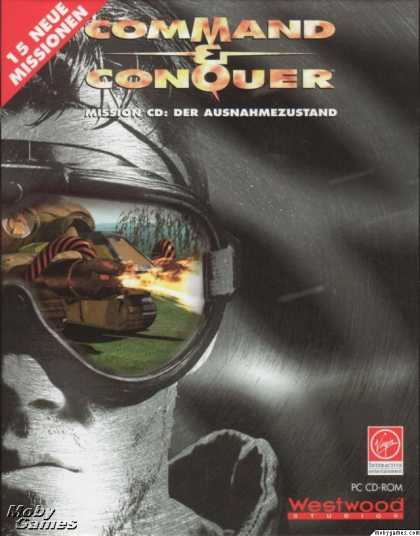 15 NEUE
MISSIONEN
COMMAND
&
CONQUER
MISSION CD: DER AUSNAHMEZUSTAND
Virgin
INTERACTIVE
ENTERTAINMENT
PC CD-ROM
Westwood
STUDIOS
Moby
Games
mobygames.com